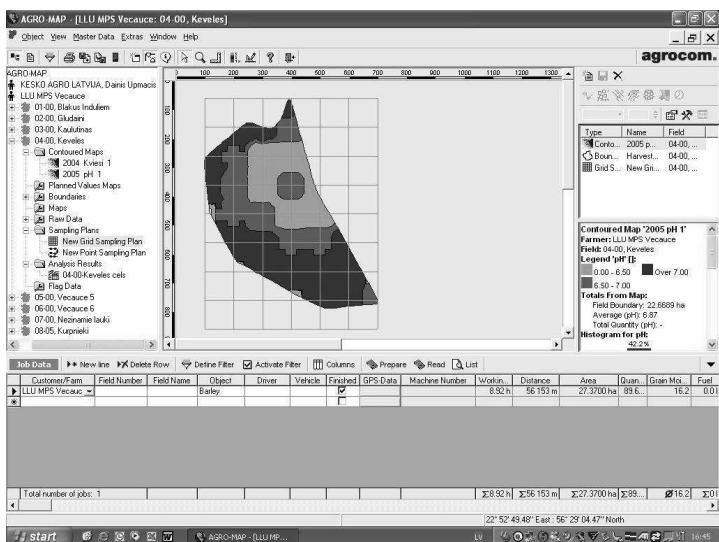 AGRO-MAP - [LLU MPS Vecauce: 04-00, Keveles]
Object View Master Data Extras Window Help
agrocom.
AGRO-MAP
KESKO AGRO LATVIJA, Dainis Upmacis
LLU MPS Vecauce
01-00, Blakus Induliem
02-00, Gludaini
03-00, Kaulutinas
04-00, Keveles
Contoured Maps
2004 Kviesi 1
2005 pH 1
Planned Values Maps
Boundaries
Maps
Raw Data
Sampling Plans
New Grid Sampling Plan
New Point Sampling Plan
Analysis Results
04-00-Keveles cels
Flag Data
05-00, Vecauce 5
06-00, Vecauce 6
07-00, Nezinamie lauki
08-05, Kurpnieki
100 200 300 400 500 600 700 800 900 1000 1100 1200 1300
100
200
300
400
500
600
700
800
Type Name Field
Conto... 2005 p... 04-00, ...
Boun... Harvest... 04-00, ...
Grid S... New Gri... 04-00, ...
Contoured Map '2005 pH 1'
Farmer: LLU MPS Vecauce
Field: 04-00, Keveles
Legend 'pH' []:
0.00 - 6.50 Over 7.00
6.50 - 7.00
Totals From Map:
Field Boundary: 22.6689 ha
Average (pH): 6.87
Total Quantity (pH): -
Histogram for pH:
42.2%
Job Data New line Delete Row Define Filter Activate Filter Columns Prepare Read List
Customer/Farm Field Number Field Name Object Driver Vehicle Finished GPS-Data Machine Number Workin... Distance Area Quan... Grain Moi... Fuel
LLU MPS Vecauc Barley 8.92 h 56 153 m 27.3700 ha 89.6... 16.2 0.01
Total number of jobs: 1 Σ8.92 h Σ56 153 m Σ27.3700 ha Σ89.... Ø16.2 Σ01
22° 52' 49.48" East : 56° 29' 04.47" North
start AGRO-MAP - [LLU MP... LV 16:45